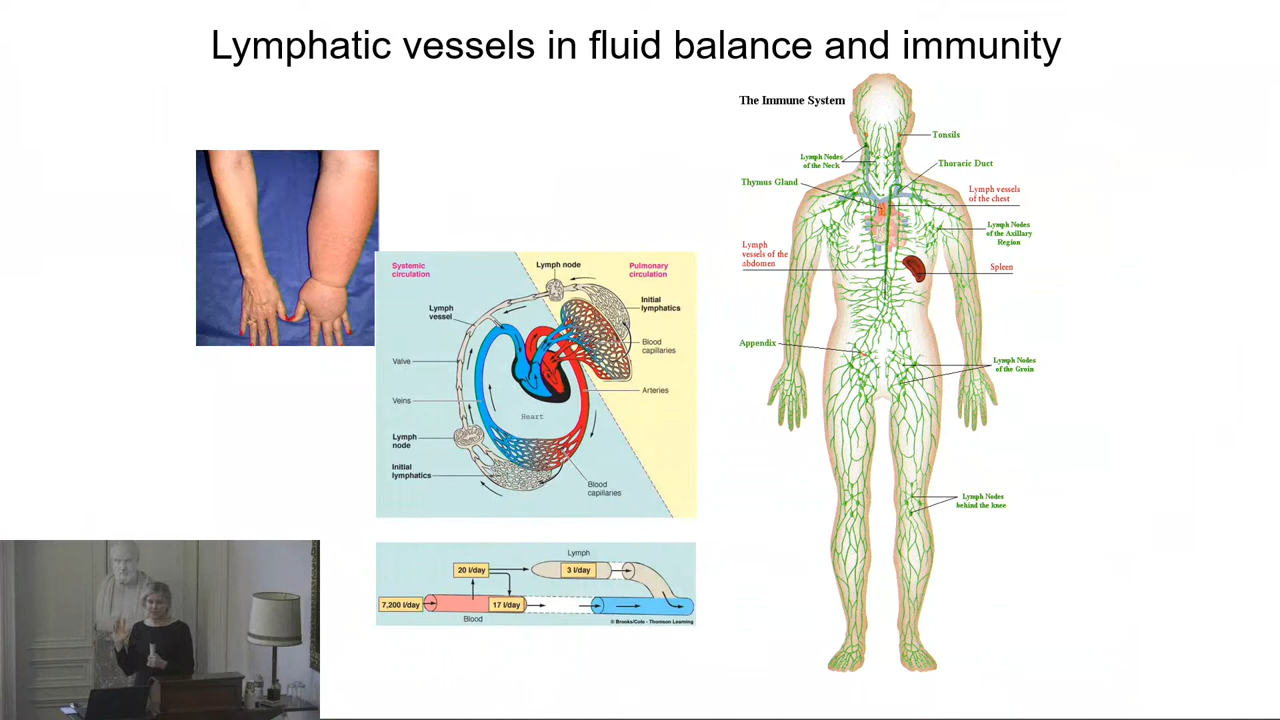 Lymphatic vessels in fluid balance and immunity
Systemic
circulation
Lymph node
Pulmonary
circulation
Initial
lymphatics
Lymph
vessel
Blood
capillaries
Valve
Arteries
Veins
Heart
Lymph
node
Initial
lymphatics
Blood
capillaries
Lymph
20 l/day
3 l/day
7,200 l/day
17 l/day
Blood
© Brooks/Cole - Thomson Learning
The Immune System
Tonsils
Lymph Nodes
of the Neck
Thoracic Duct
Thymus Gland
Lymph vessels
of the chest
Lymph Nodes
of the Axillary
Region
Lymph
vessels of the
abdomen
Spleen
Appendix
Lymph Nodes
of the Groin
Lymph Nodes
behind the knee